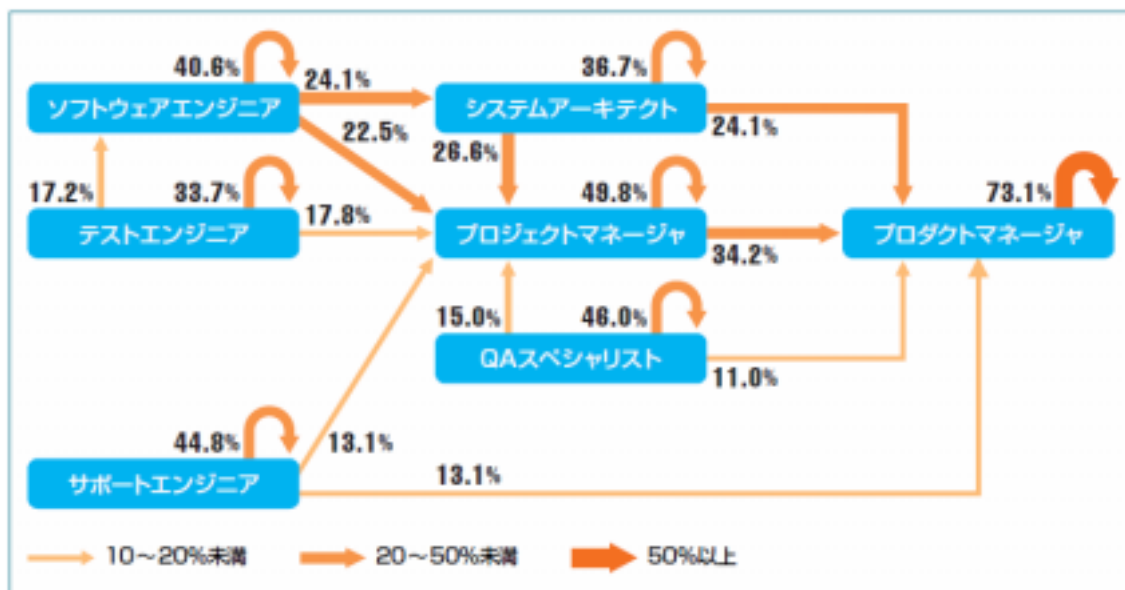 40.6%
24.1%
36.7%
ソフトウェアエンジニア
システムアーキテクト
22.5%
26.6%
24.1%
17.2%
33.7%
17.8%
49.8%
73.1%
テストエンジニア
プロジェクトマネージャ
プロダクトマネージャ
34.2%
15.0%
46.0%
QAスペシャリスト
11.0%
44.8%
13.1%
13.1%
サポートエンジニア
10～20%未満
20～50%未満
50%以上